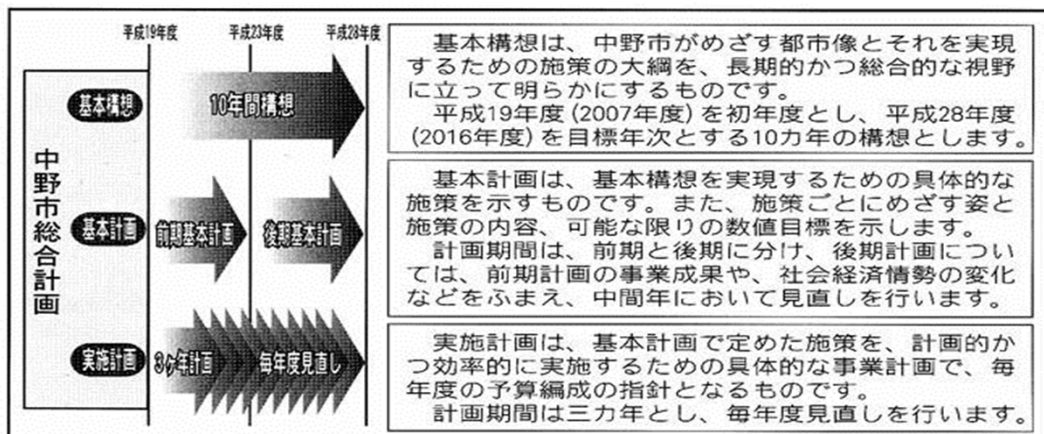 平成19年度
平成23年度
平成28年度
中野市総合計画
基本構想
10年間構想
基本構想は、中野市がめざす都市像とそれを実現
するための施策の大綱を、長期的かつ総合的な視野
に立って明らかにするものです。
平成19年度(2007年度)を初年度とし、平成28年度
(2016年度)を目標年次とする10カ年の構想とします。
基本計画
前期基本計画
後期基本計画
基本計画は、基本構想を実現するための具体的な
施策を示すものです。また、施策ごとにめざす姿と
施策の内容、可能な限りの数値目標を示します。
計画期間は、前期と後期に分け、後期計画につい
ては、前期計画の事業成果や、社会経済情勢の変化
などをふまえ、中間年において見直しを行います。
実施計画
3ヶ年計画
毎年度見直し
実施計画は、基本計画で定めた施策を、計画的か
つ効率的に実施するための具体的な事業計画で、毎
年度の予算編成の指針となるものです。
計画期間は三カ年とし、毎年度見直しを行います。